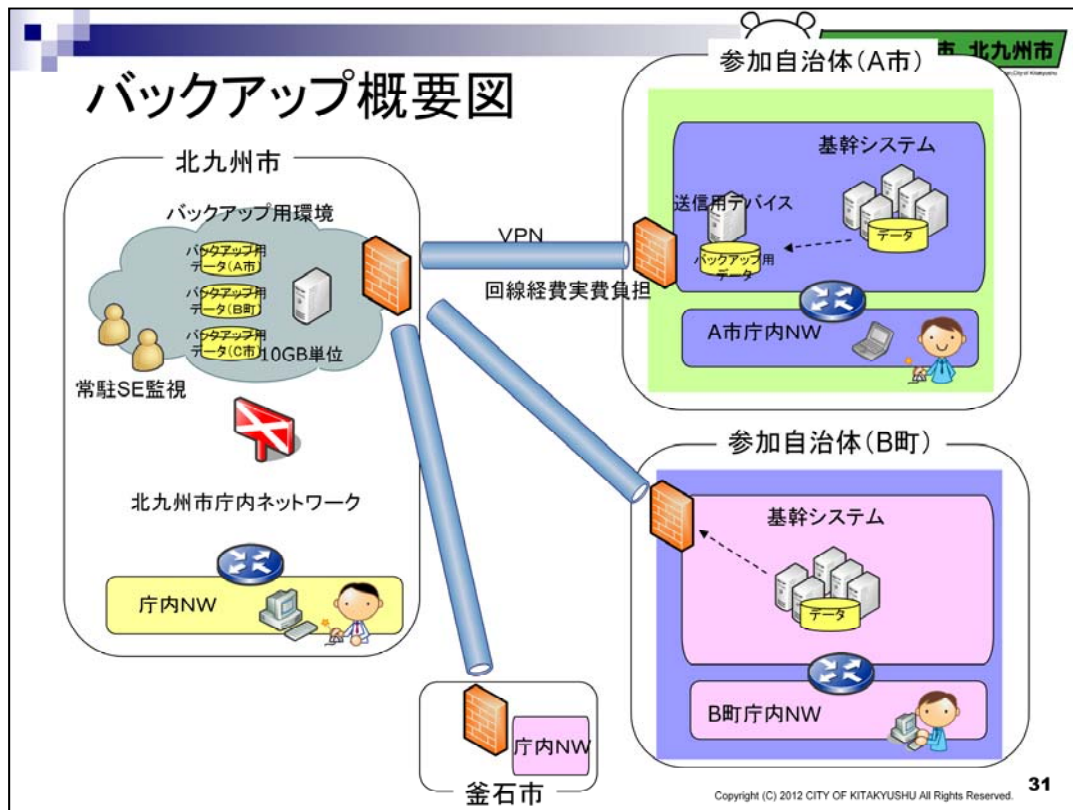 バックアップ概要図
市 北九州市
参加自治体(A市)
基幹システム
送信用デバイス
データ
バックアップ用
データ
A市庁内NW
北九州市
バックアップ用環境
バックアップ用
データ(A市)
バックアップ用
データ(B町)
バックアップ用
データ(C市)
10GB単位
常駐SE監視
VPN
回線経費実費負担
北九州市庁内ネットワーク
庁内NW
参加自治体(B町)
基幹システム
データ
B町庁内NW
庁内NW
釜石市
Copyright (C) 2012 CITY OF KITAKYUSHU All Rights Reserved.
31